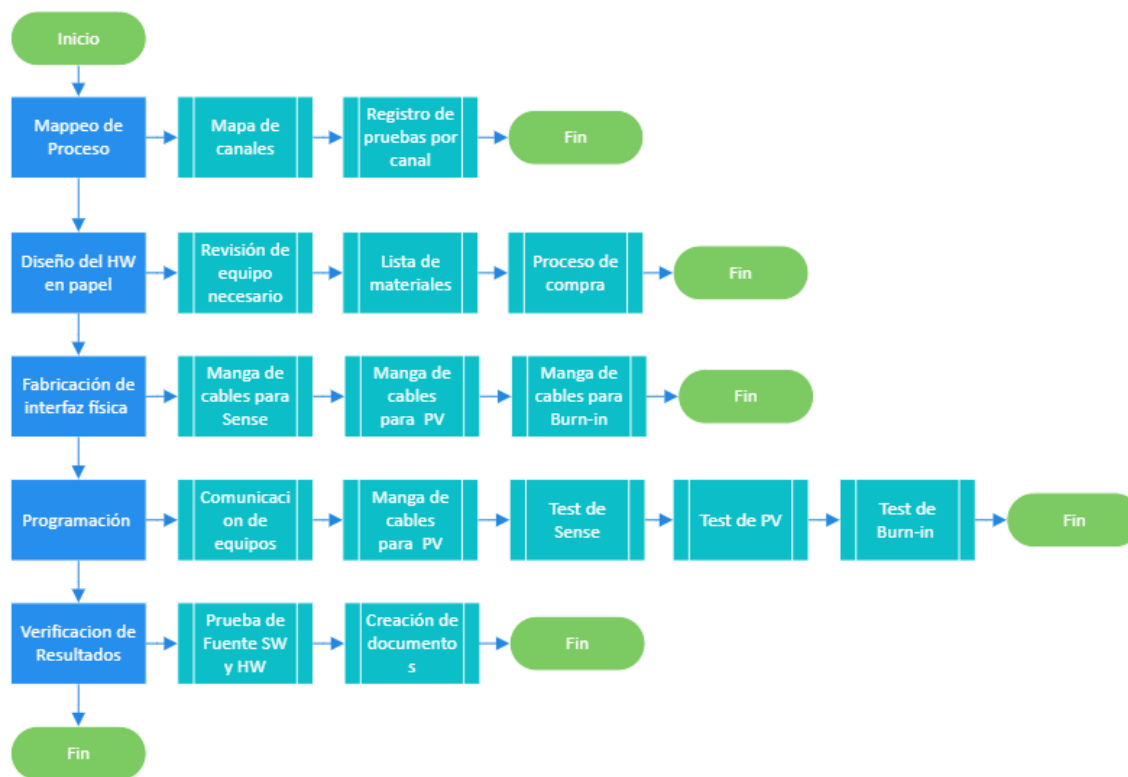 Inicio
Mappeo de
Proceso
Mapa de
canales
Registro de
pruebas por
canal
Fin
Diseño del HW
en papel
Revisión de
equipo
necesario
Lista de
materiales
Proceso de
compra
Fin
Fabricación de
interfaz física
Manga de
cables para
Sense
Manga de
cables
para  PV
Manga de
cables para
Burn-in
Fin
Programación
Comunicaci
on de
equipos
Manga de
cables
para  PV
Test de
Sense
Test de PV
Test de
Burn-in
Fin
Verificacion de
Resultados
Prueba de
Fuente SW
y HW
Creación de
documento
s
Fin
Fin